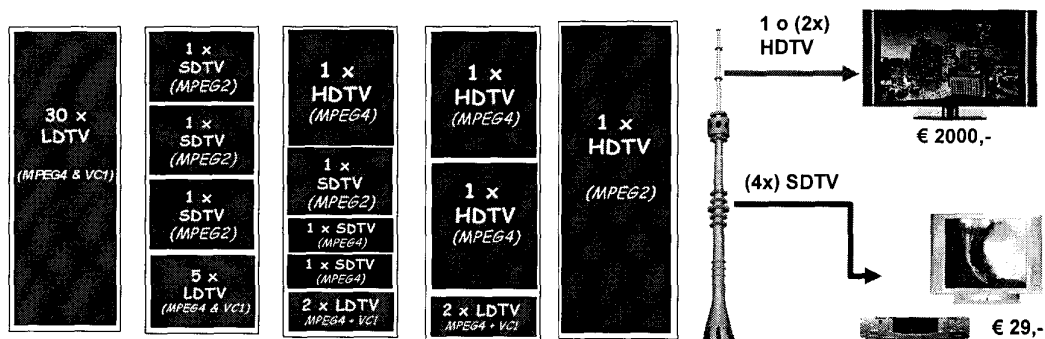 30 x
LDTV
(MPEG4 & VC1)
1 x
SDTV
(MPEG2)
1 x
SDTV
(MPEG2)
1 x
SDTV
(MPEG2)
5 x
LDTV
(MPEG4 & VC1)
1 x
HDTV
(MPEG4)
1 x
SDTV
(MPEG2)
1 x SDTV
(MPEG4)
1 x SDTV
(MPEG4)
2 x LDTV
MPEG4 + VC1
1 x
HDTV
(MPEG4)
1 x
HDTV
(MPEG4)
2 x LDTV
MPEG4 + VC1
1 x
HDTV
(MPEG2)
1 o (2x)
HDTV
€ 2000,-
(4x) SDTV
€ 29,-